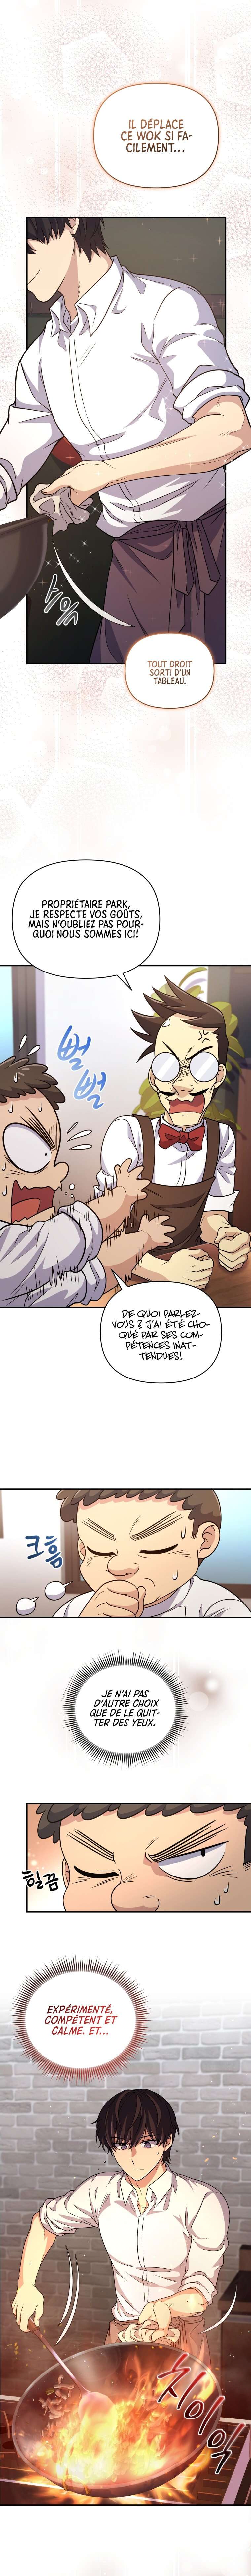 IL DÉPLACE
CE WOK SI FA-
CILEMENT...
TOUT DROIT
SORTI D'UN
TABLEAU.
PROPRIÉTAIRE PARK,
JE RESPECTE VOS GOÛTS,
MAIS N'OUBLIEZ PAS POUR-
QUOI NOUS SOMMES ICI!
벌벌
DE QUOI PARLEZ-
VOUS ? J'AI ÉTÉ CHO-
QUÉ PAR SES COM-
PÉTENCES INAT-
TENDUES!
크흠
JE N'AI PAS
D'AUTRE CHOIX
QUE DE LE QUIT-
TER DES YEUX.
힐끔
EXPÉRIMENTÉ,
COMPÉTENT ET
CALME. ET...
치이익